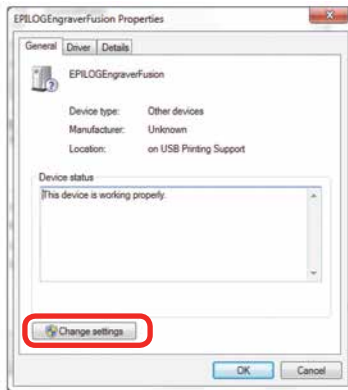 EPILOGEngraverFusion Properties
General Driver Details
EPILOGEngraverFusion
Device type: Other devices
Manufacturer: Unknown
Location: on USB Printing Support
Device status
This device is working properly.
Change settings
OK Cancel